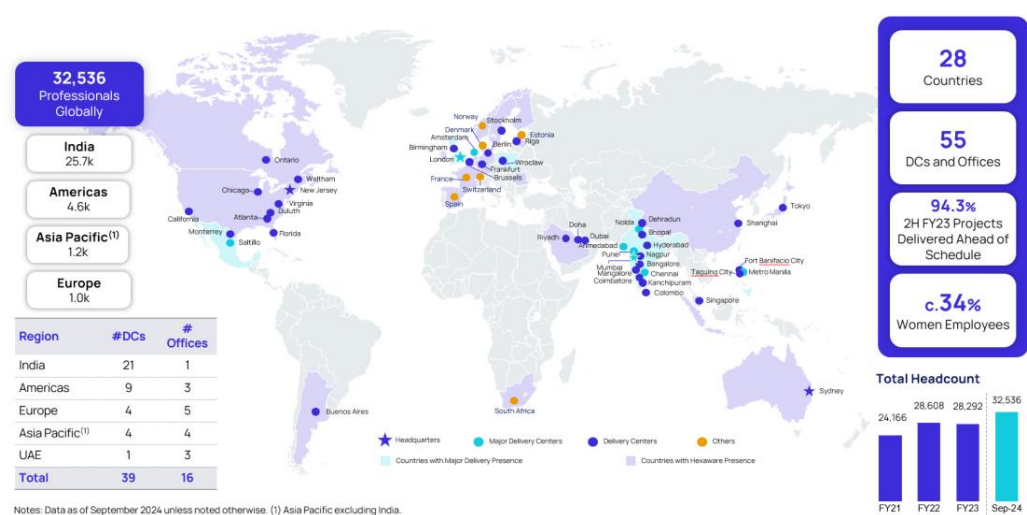 32,536
Professionals
Globally
India
25.7k
Americas
4.6k
Asia Pacific(1)
1.2k
Europe
1.0k
Region #DCs # Offices
India 21 1
Americas 9 3
Europe 4 5
Asia Pacific(1) 4 4
UAE 1 3
Total 39 16
Ontario
Waltham
Chicago
New Jersey
Virginia
California
Atlanta
Duluth
Monterrey
Florida
Saltillo
Buenos Aires
Norway
Stockholm
Denmark
Estonia
Amsterdam
Berlin
Riga
Birmingham
London
Wroclaw
Frankfurt
Brussels
France
Switzerland
Spain
Doha
Riyadh
Dubai
Noida
Dehradun
Bhopal
Ahmedabad
Hyderabad
Pune
Nagpur
Mumbai
Bangalore
Mangalore
Chennai
Coimbatore
Kanchipuram
Colombo
Tokyo
Shanghai
Fort Banifacio City
Taguing City
Metro Manila
Singapore
Sydney
South Africa
Headquarters
Major Delivery Centers
Delivery Centers
Others
Countries with Major Delivery Presence
Countries with Hexaware Presence
28
Countries
55
DCs and Offices
94.3%
2H FY23 Projects
Delivered Ahead of
Schedule
c.34%
Women Employees
Total Headcount
24,166
28,608
28,292
32,536
FY21 FY22 FY23 Sep-24
Notes: Data as of September 2024 unless noted otherwise. (1) Asia Pacific excluding India.